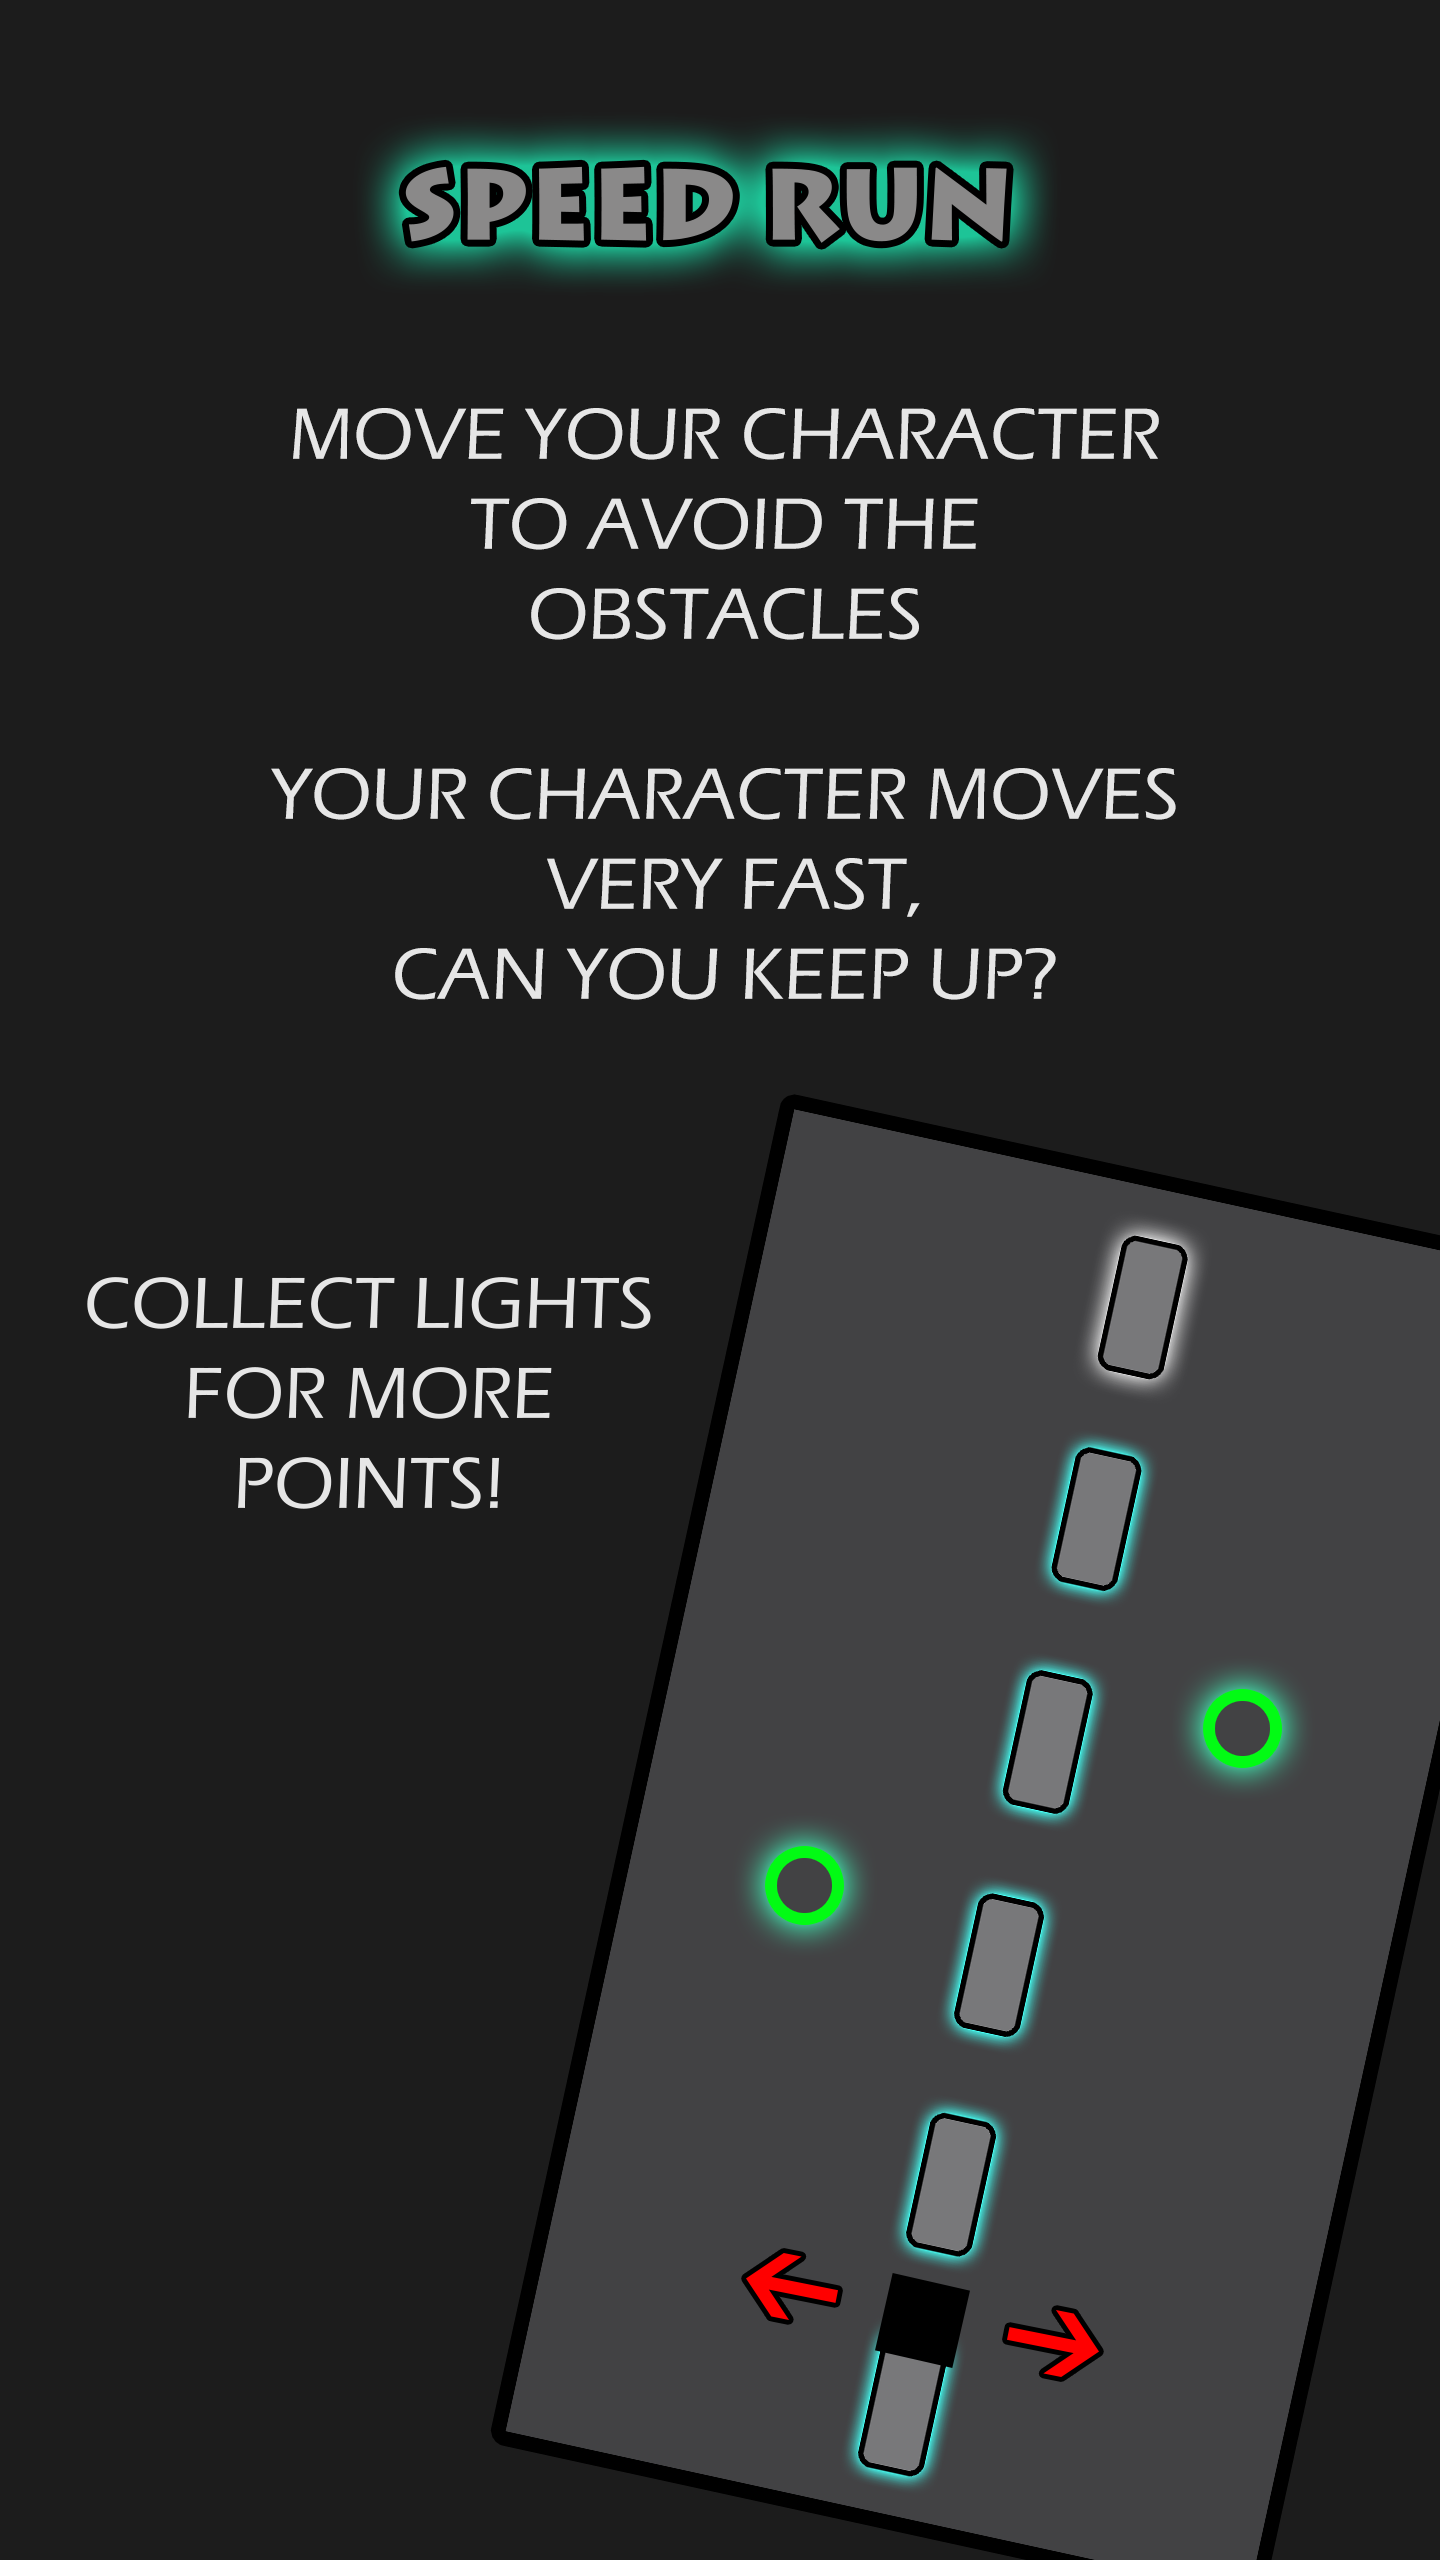 SPEED RUN
MOVE YOUR CHARACTER
TO AVOID THE
OBSTACLES
YOUR CHARACTER MOVES
VERY FAST,
CAN YOU KEEP UP?
COLLECT LIGHTS
FOR MORE
POINTS!